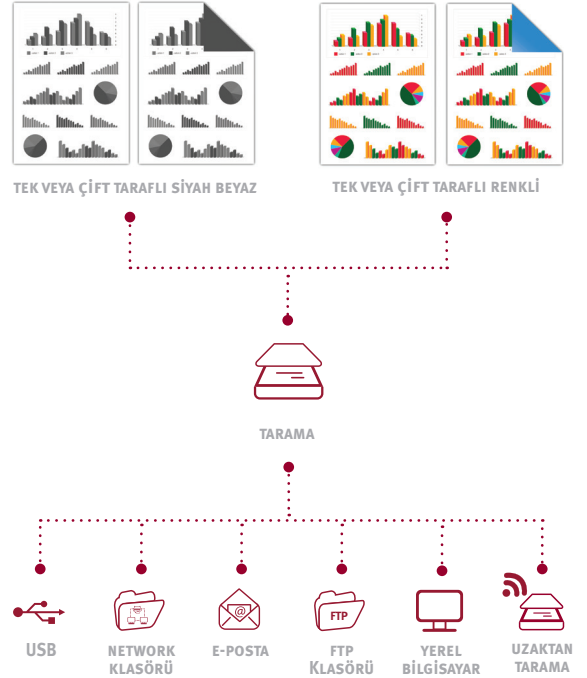 TEK VEYA ÇİFT TARAFLI SİYAH BEYAZ
TEK VEYA ÇİFT TARAFLI RENKLİ
TARAMA
USB
NETWORK
KLASÖRÜ
@
E-POSTA
FTP
FTP
KLASÖRÜ
YEREL
BİLGİSAYAR
UZAKTAN
TARAMA